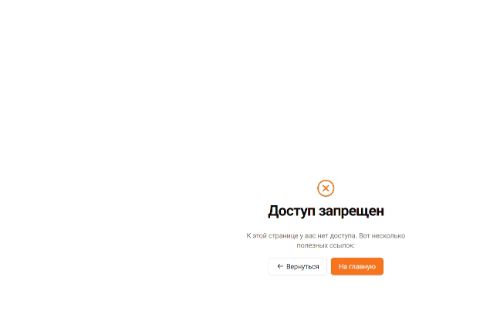 Доступ запрещен
К этой странице у вас нет доступа. Вот несколько
полезных ссылок:
← Вернуться
На главную